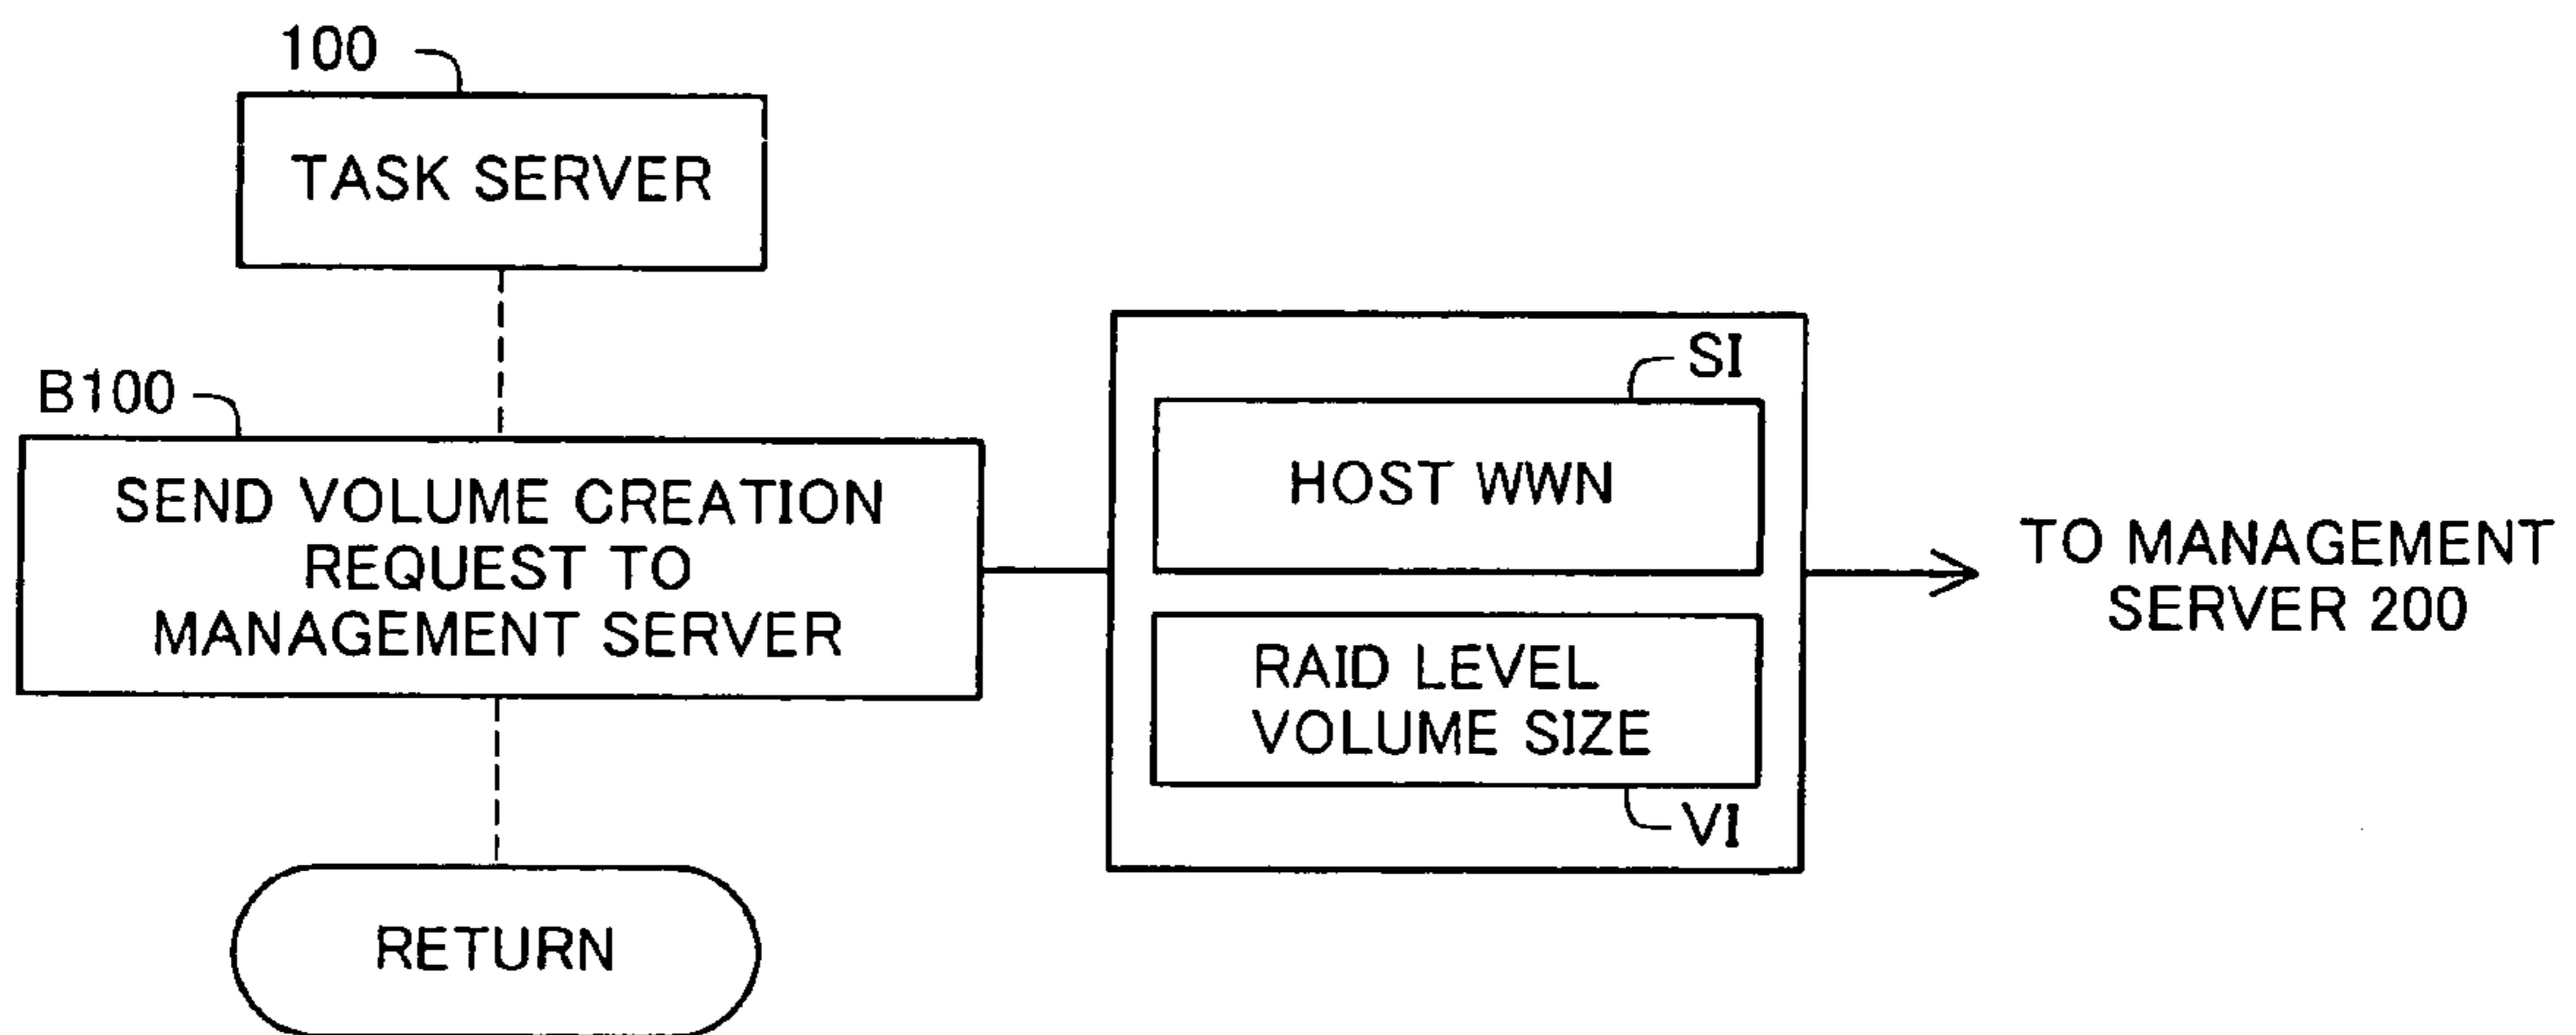 100
TASK SERVER
B100
SEND VOLUME CREATION
REQUEST TO
MANAGEMENT SERVER
RETURN
SI
HOST WWN
RAID LEVEL
VOLUME SIZE
VI
TO MANAGEMENT
SERVER 200